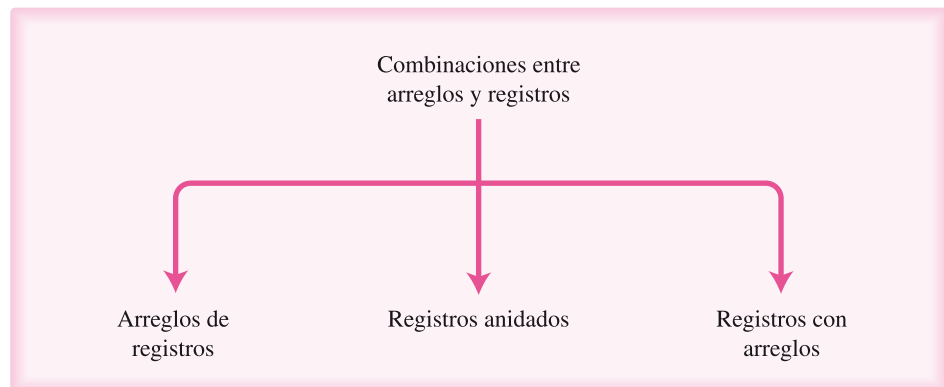 Combinaciones entre
arreglos y registros
Arreglos de
registros
Registros anidados
Registros con
arreglos